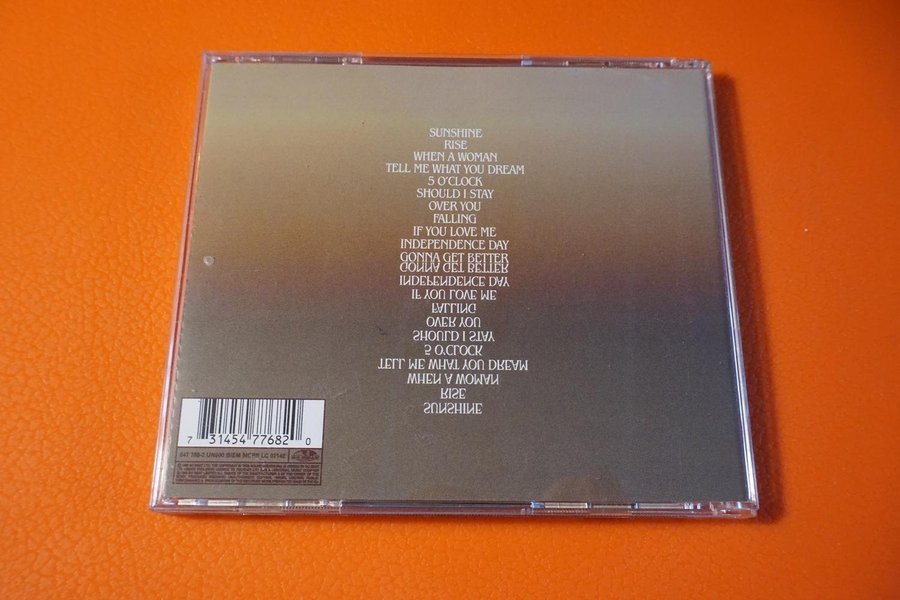 SUNSHINE
RISE
WHEN A WOMAN
TELL ME WHAT YOU DREAM
5 O'CLOCK
SHOULD I STAY
OVER YOU
FALLING
IF YOU LOVE ME
INDEPENDENCE DAY
GONNA GET BETTER
GONNA GET BETTER
INDEPENDENCE DAY
IF YOU LOVE ME
FALLING
OVER YOU
SHOULD I STAY
5 O'CLOCK
TELL ME WHAT YOU DREAM
WHEN A WOMAN
RISE
SUNSHINE
7 31454 77682 0